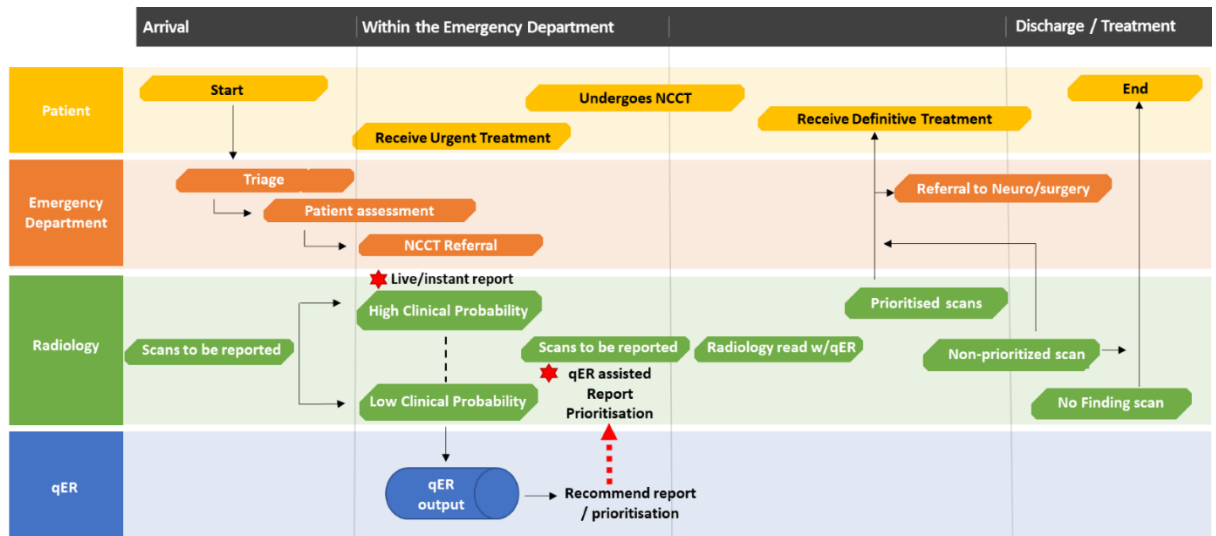 Arrival
Within the Emergency Department
Discharge / Treatment
Patient
Start
Undergoes NCCT
End
Receive Urgent Treatment
Receive Definitive Treatment
Emergency
Department
Triage
Referral to Neuro/surgery
Patient assessment
NCCT Referral
Radiology
Live/instant report
High Clinical Probability
Prioritised scans
Scans to be reported
Scans to be reported
Radiology read w/qER
Non-prioritized scan
qER assisted
Report
Prioritisation
Low Clinical Probability
No Finding scan
qER
qER
output
Recommend report
/ prioritisation